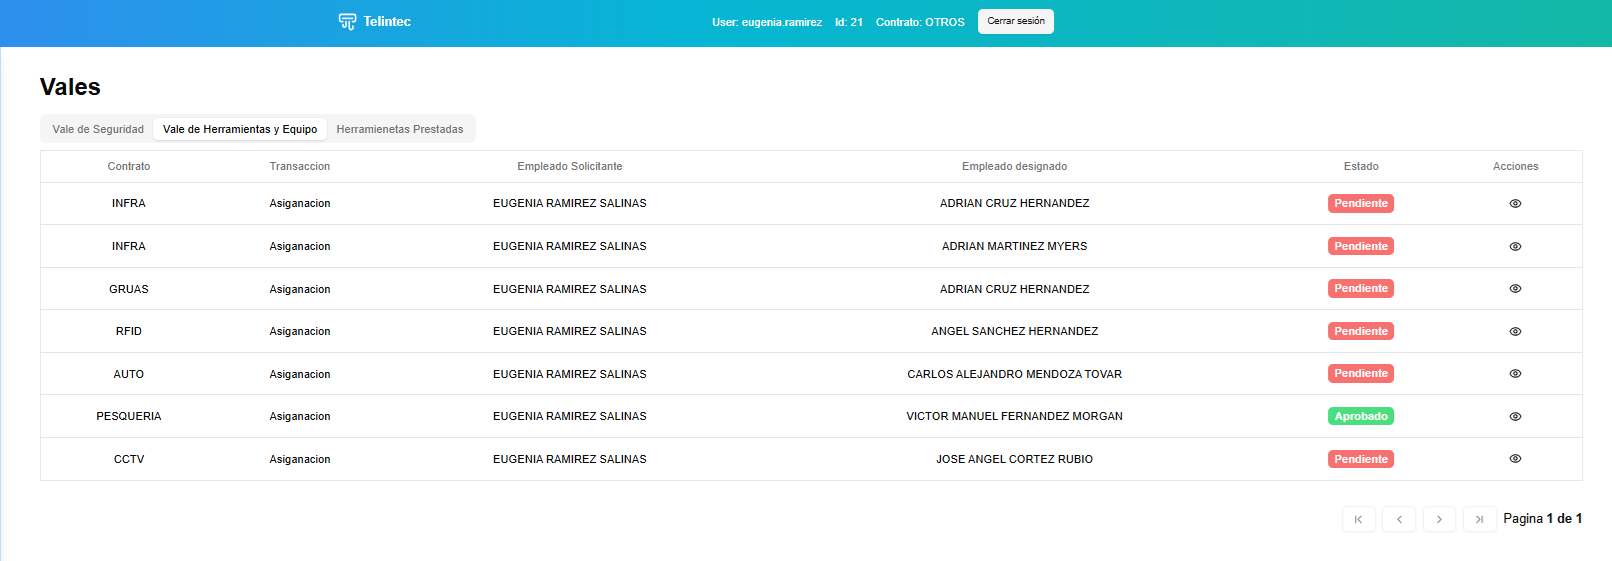 Telintec
User: eugenia.ramirez Id: 21 Contrato: OTROS Cerrar sesión
Vales
Vale de Seguridad Vale de Herramientas y Equipo Herramienetas Prestadas
Contrato Transaccion Empleado Solicitante Empleado designado Estado Acciones
INFRA Asiganacion EUGENIA RAMIREZ SALINAS ADRIAN CRUZ HERNANDEZ Pendiente
INFRA Asiganacion EUGENIA RAMIREZ SALINAS ADRIAN MARTINEZ MYERS Pendiente
GRUAS Asiganacion EUGENIA RAMIREZ SALINAS ADRIAN CRUZ HERNANDEZ Pendiente
RFID Asiganacion EUGENIA RAMIREZ SALINAS ANGEL SANCHEZ HERNANDEZ Pendiente
AUTO Asiganacion EUGENIA RAMIREZ SALINAS CARLOS ALEJANDRO MENDOZA TOVAR Pendiente
PESQUERIA Asiganacion EUGENIA RAMIREZ SALINAS VICTOR MANUEL FERNANDEZ MORGAN Aprobado
CCTV Asiganacion EUGENIA RAMIREZ SALINAS JOSE ANGEL CORTEZ RUBIO Pendiente
Pagina 1 de 1